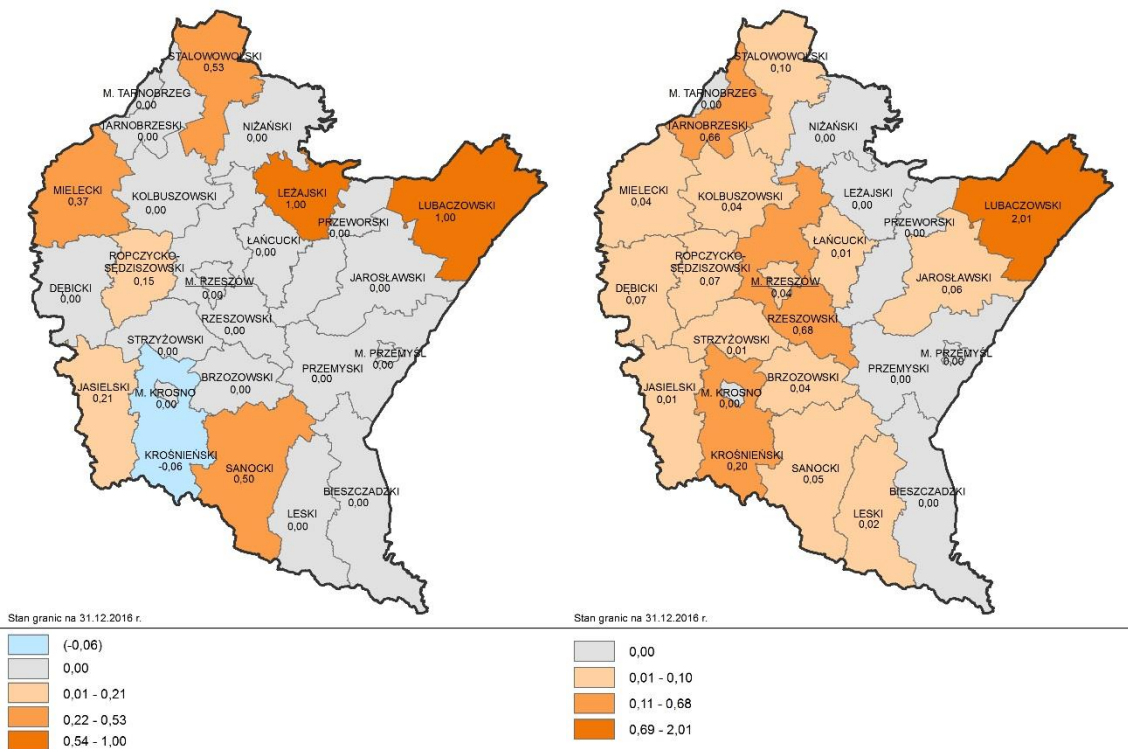 STALOWOWOLSKI
0,53
M. TARNOBRZEG
0,00
TARNOBRZESKI
0,00
NIŻAŃSKI
0,00
MIELECKI
0,37
KOLBUSZOWSKI
0,00
LEŻAJSKI
1,00
LUBACZOWSKI
1,00
PRZEWORSKI
0,00
ŁAŃCUCKI
0,00
ROPCZYCKO-
SĘDZISZOWSKI
0,15
DĘBICKI
0,00
M. RZESZÓW
0,00
JAROSŁAWSKI
0,00
RZESZOWSKI
0,00
STRZYŻOWSKI
0,00
M. PRZEMYŚL
0,00
PRZEMYSKI
0,00
BRZOZOWSKI
0,00
JASIELSKI
0,21
M. KROSNO
0,00
KROŚNIEŃSKI
-0,06
SANOCKI
0,50
BIESZCZADZKI
0,00
LESKI
0,00
Stan granic na 31.12.2016 r.
(-0,06)
0,00
0,01 - 0,21
0,22 - 0,53
0,54 - 1,00
STALOWOWOLSKI
0,10
M. TARNOBRZEG
0,00
TARNOBRZESKI
0,66
NIŻAŃSKI
0,00
MIELECKI
0,04
KOLBUSZOWSKI
0,04
LEŻAJSKI
0,00
LUBACZOWSKI
2,01
PRZEWORSKI
0,00
ŁAŃCUCKI
0,01
ROPCZYCKO-
SĘDZISZOWSKI
0,07
DĘBICKI
0,07
M. RZESZÓW
0,04
JAROSŁAWSKI
0,06
RZESZOWSKI
0,68
STRZYŻOWSKI
0,01
M. PRZEMYŚL
0,00
PRZEMYSKI
0,00
BRZOZOWSKI
0,04
JASIELSKI
0,01
M. KROSNO
0,00
KROŚNIEŃSKI
0,20
SANOCKI
0,05
BIESZCZADZKI
0,00
LESKI
0,02
Stan granic na 31.12.2016 r.
0,00
0,01 - 0,10
0,11 - 0,68
0,69 - 2,01